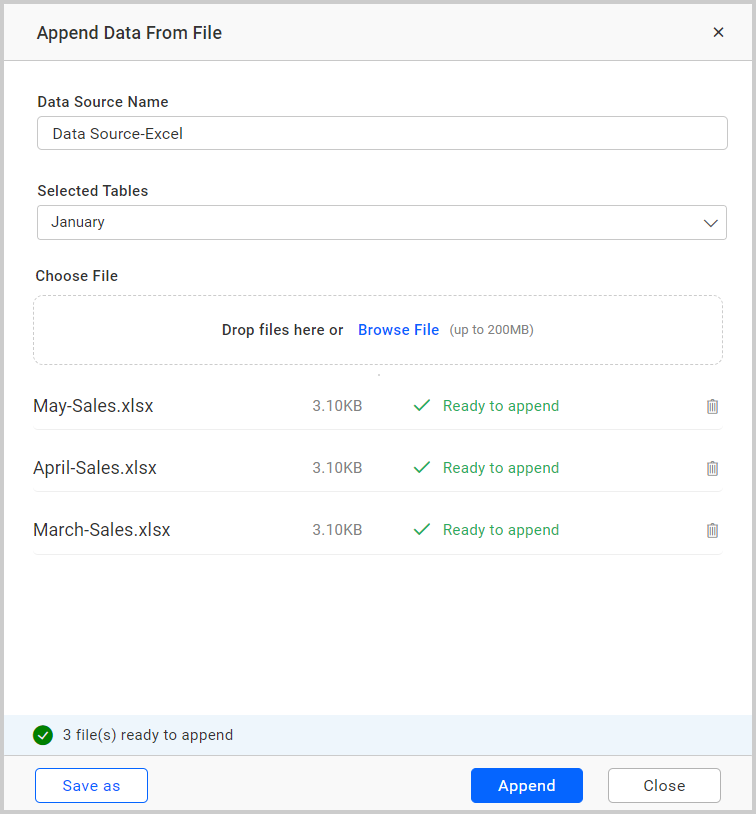 Append Data From File
Data Source Name
Data Source-Excel
Selected Tables
January
Choose File
Drop files here or Browse File (up to 200MB)
May-Sales.xlsx 3.10KB Ready to append
April-Sales.xlsx 3.10KB Ready to append
March-Sales.xlsx 3.10KB Ready to append
3 file(s) ready to append
Save as Append Close